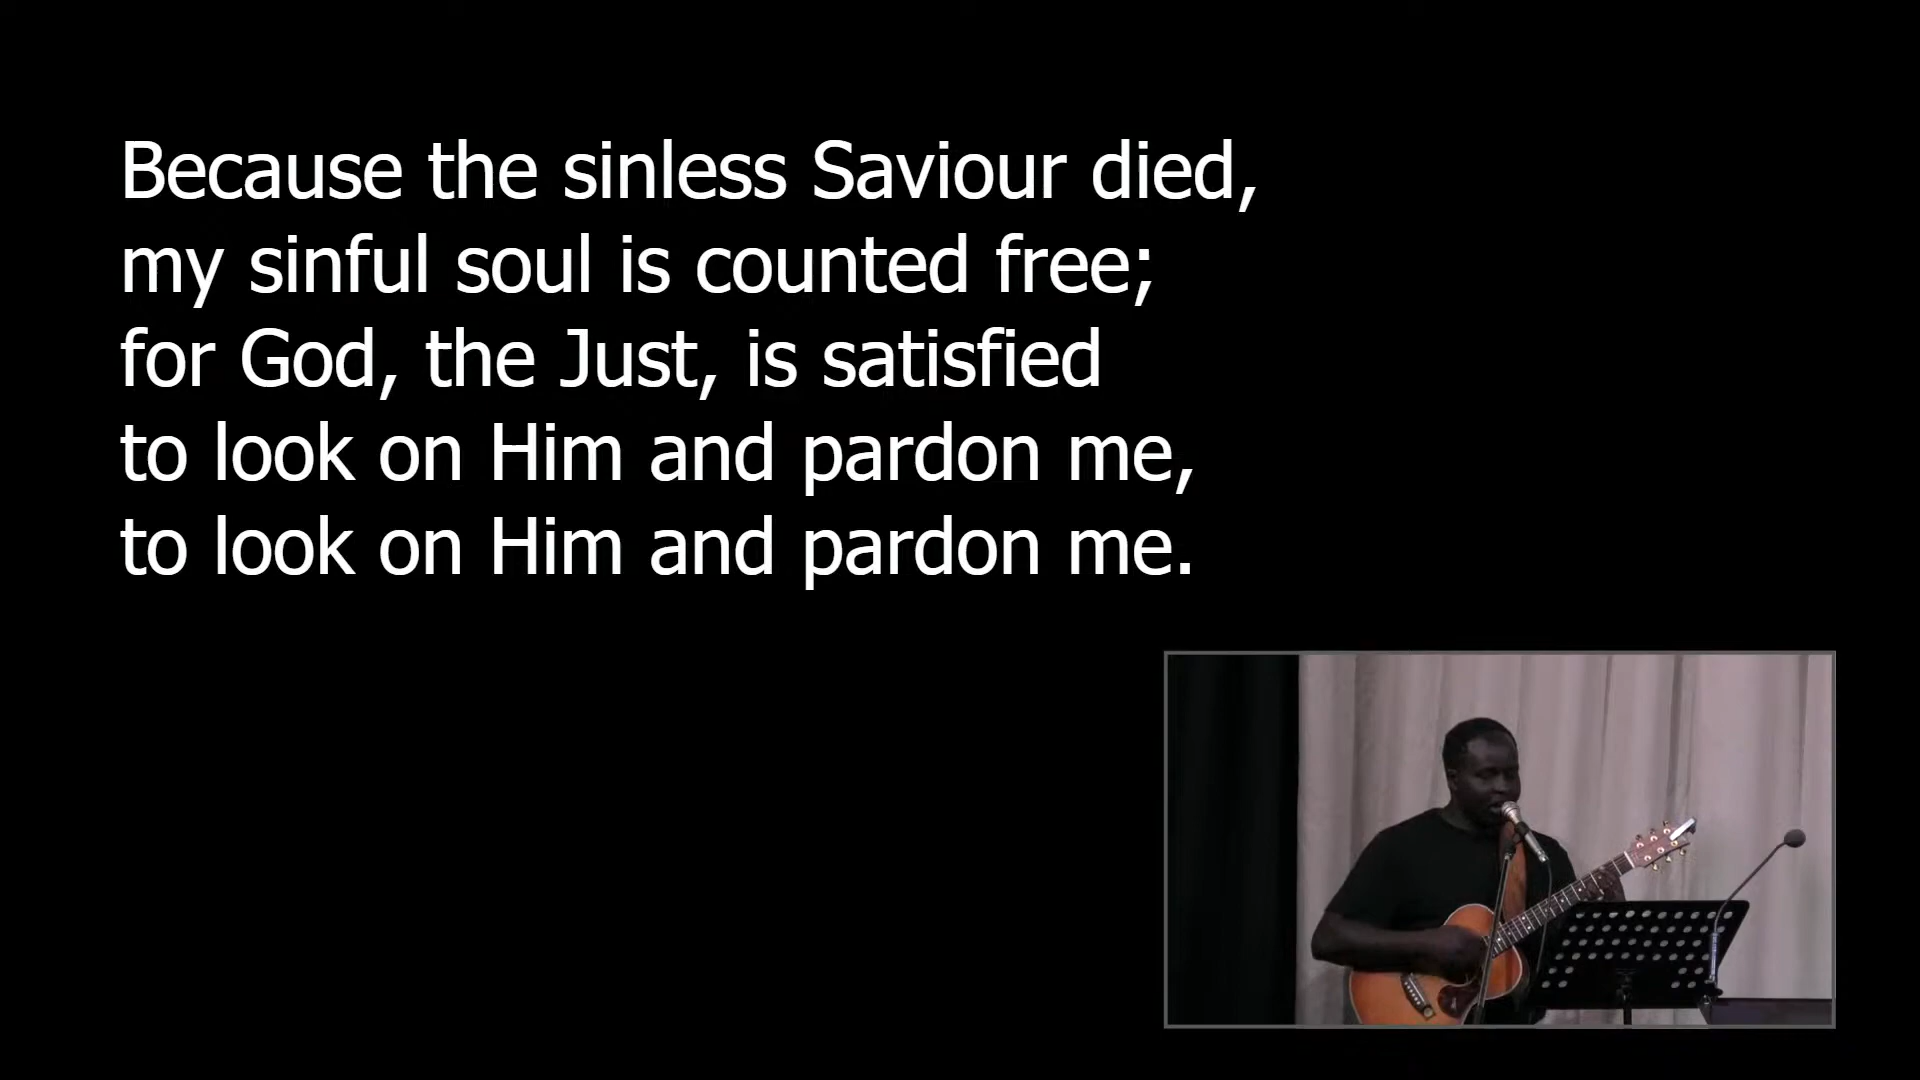 Because the sinless Saviour died,
my sinful soul is counted free;
for God, the Just, is satisfied
to look on Him and pardon me,
to look on Him and pardon me.